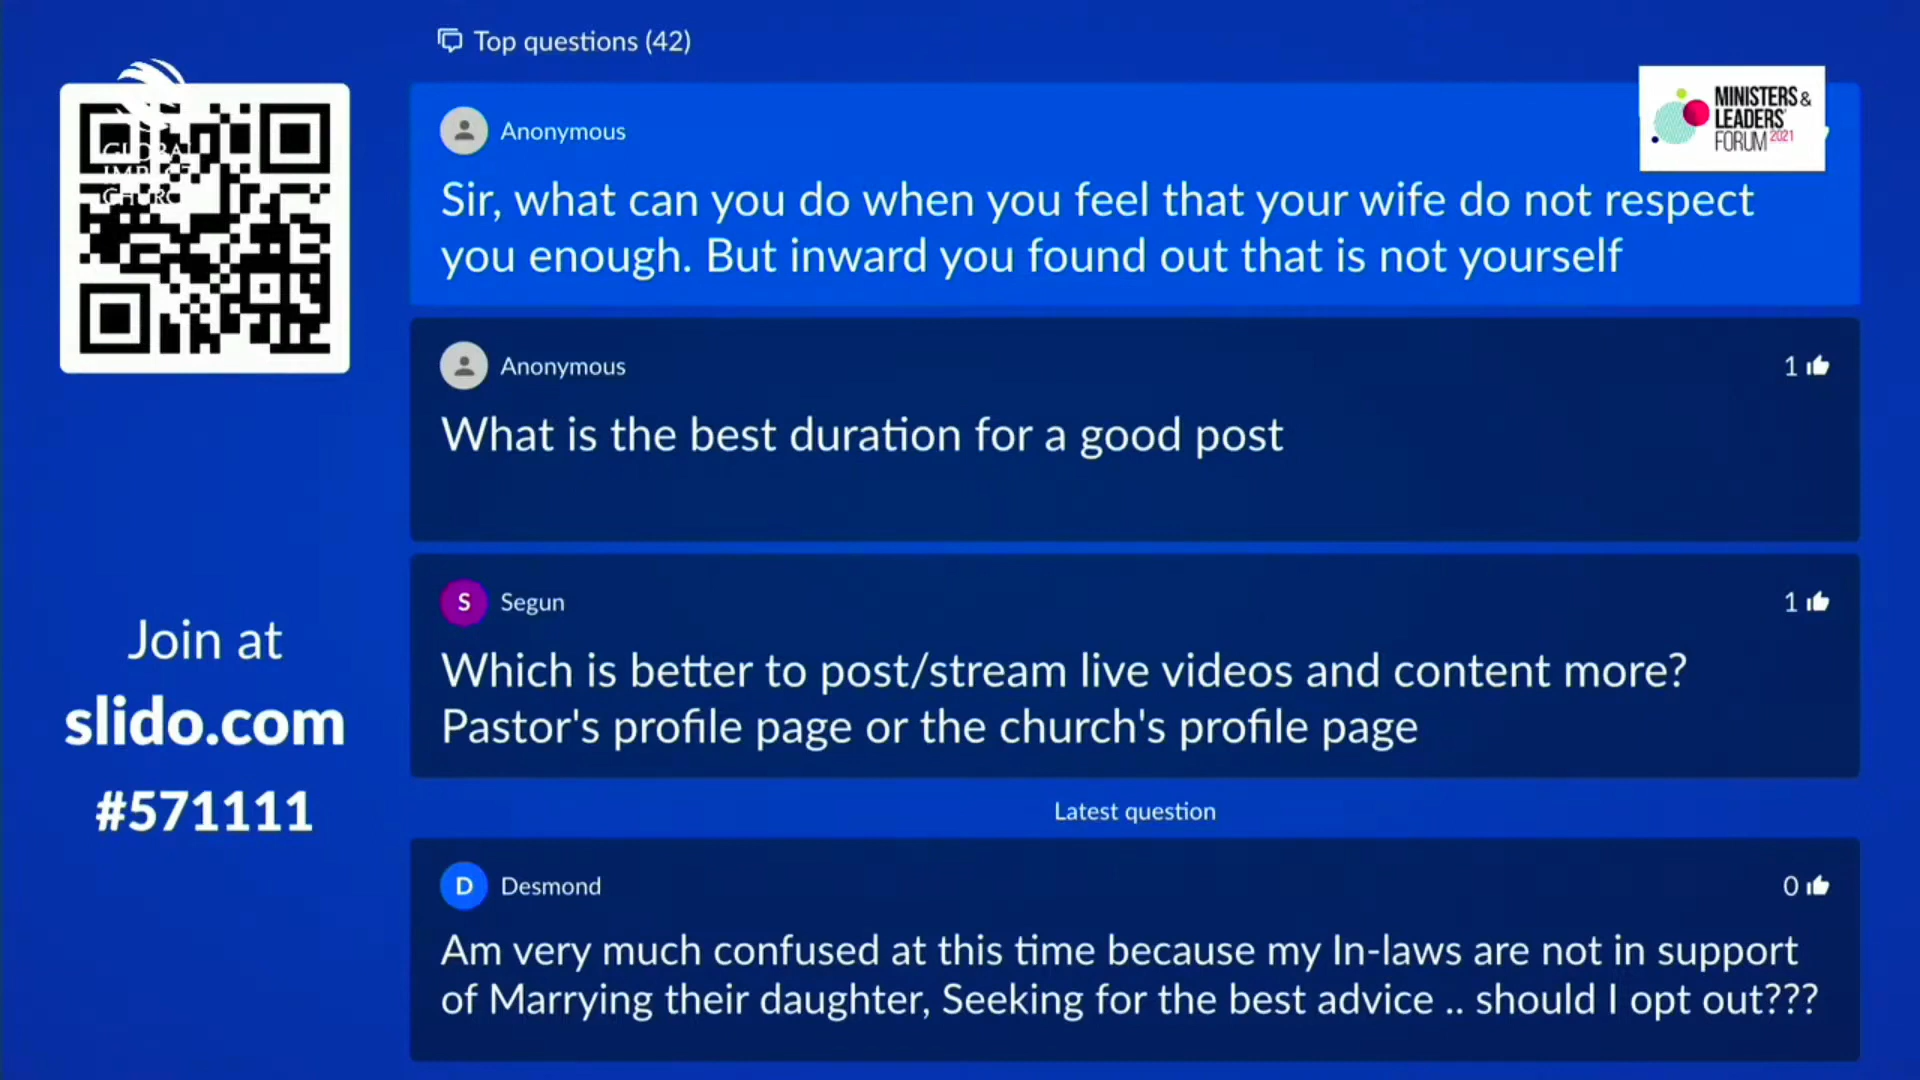 Top questions (42)
GLOBAL
IMPACT
CHURCH
MINISTERS &
LEADERS'
FORUM 2021
Anonymous
Sir, what can you do when you feel that your wife do not respect
you enough. But inward you found out that is not yourself
Anonymous
1
What is the best duration for a good post
Segun
1
S
Which is better to post/stream live videos and content more?
Pastor's profile page or the church's profile page
Join at
slido.com
#571111
Latest question
D
Desmond
0
Am very much confused at this time because my In-laws are not in support
of Marrying their daughter, Seeking for the best advice .. should I opt out???